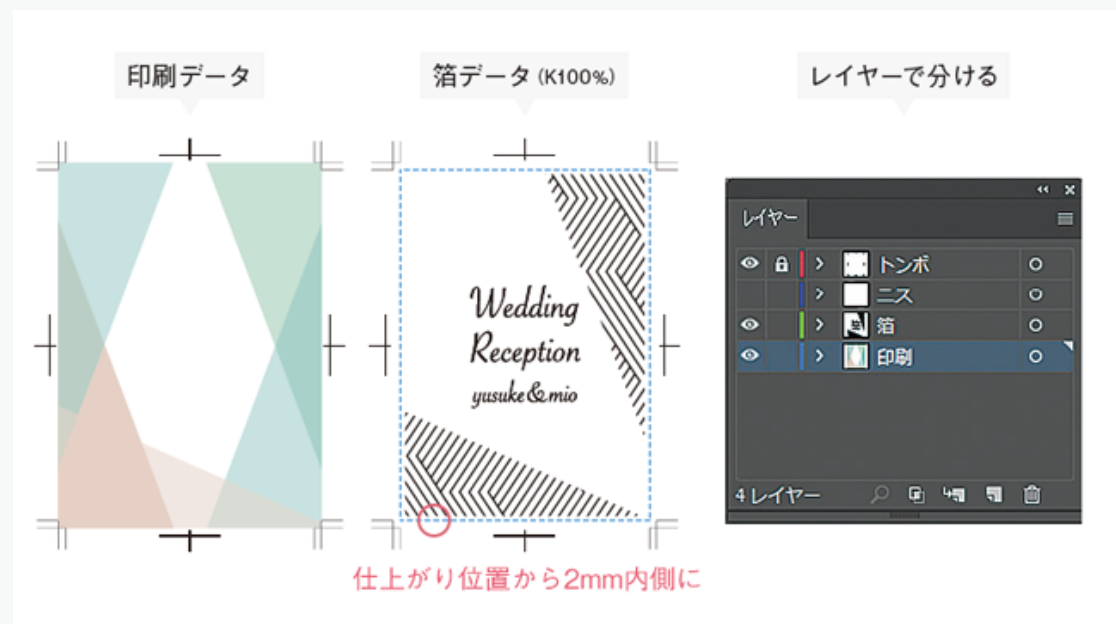 印刷データ
箔データ (K100%)
レイヤーで分ける
Wedding
Reception
yusuke&mio
仕上がり位置から2mm内側に
レイヤー
トンボ
ニス
箔
印刷
4 レイヤー